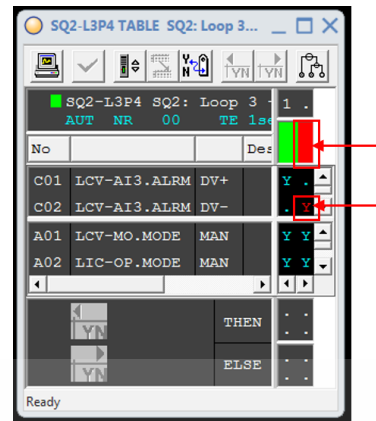 SQ2-L3P4 TABLE SQ2: Loop 3...
YN YN
SQ2-L3P4 SQ2: Loop 3 - 1 .
AUT NR 00 TE 1se
No Des
C01 LCV-AI3.ALRM DV+ Y .
C02 LCV-AI3.ALRM DV- . Y
A01 LCV-MO.MODE MAN Y Y
A02 LIC-OP.MODE MAN Y Y
YN THEN . .
YN ELSE . .
Ready